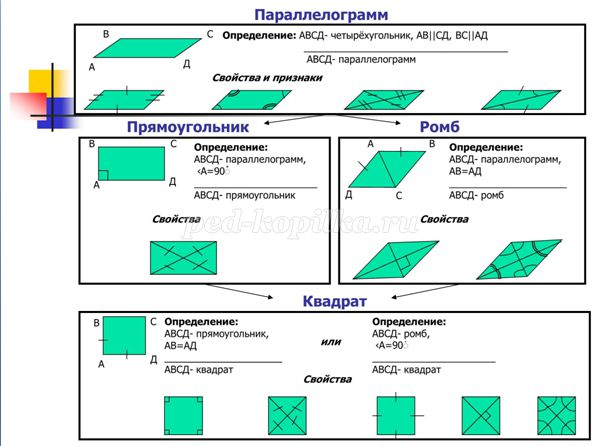 Параллелограмм
В
С
А
Д
Определение: АВСД- четырёхугольник, АВ||СД, ВС||АД
АВСД- параллелограмм
Свойства и признаки
Прямоугольник
В
С
А
Д
Определение:
АВСД- параллелограмм,
‹А=90°
АВСД- прямоугольник
Свойства
Ромб
А
В
Д
С
Определение:
АВСД- параллелограмм,
АВ=АД
АВСД- ромб
Свойства
ped-kopilka.ru
Квадрат
В
С
А
Д
Определение:
АВСД- прямоугольник,
АВ=АД
АВСД- квадрат
или
Определение:
АВСД- ромб,
‹А=90°
АВСД- квадрат
Свойства